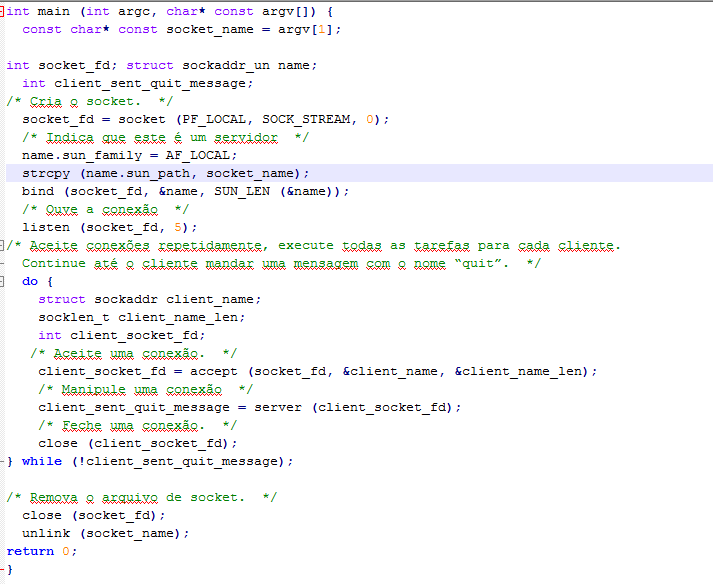 int main (int argc, char* const argv[]) {
const char* const socket_name = argv[1];
int socket_fd; struct sockaddr_un name;
int client_sent_quit_message;
/* Cria o socket. */
socket_fd = socket (PF_LOCAL, SOCK_STREAM, 0);
/* Indica que este é um servidor */
name.sun_family = AF_LOCAL;
strcpy (name.sun_path, socket_name);
bind (socket_fd, &name, SUN_LEN (&name));
/* Ouve a conexão */
listen (socket_fd, 5);
/* Aceite conexões repetidamente, execute todas as tarefas para cada cliente.
Continue até o cliente mandar uma mensagem com o nome “quit”. */
do {
struct sockaddr client_name;
socklen_t client_name_len;
int client_socket_fd;
/* Aceite uma conexão. */
client_socket_fd = accept (socket_fd, &client_name, &client_name_len);
/* Manipule uma conexão */
client_sent_quit_message = server (client_socket_fd);
/* Feche uma conexão. */
close (client_socket_fd);
} while (!client_sent_quit_message);
/* Remova o arquivo de socket. */
close (socket_fd);
unlink (socket_name);
return 0;
}